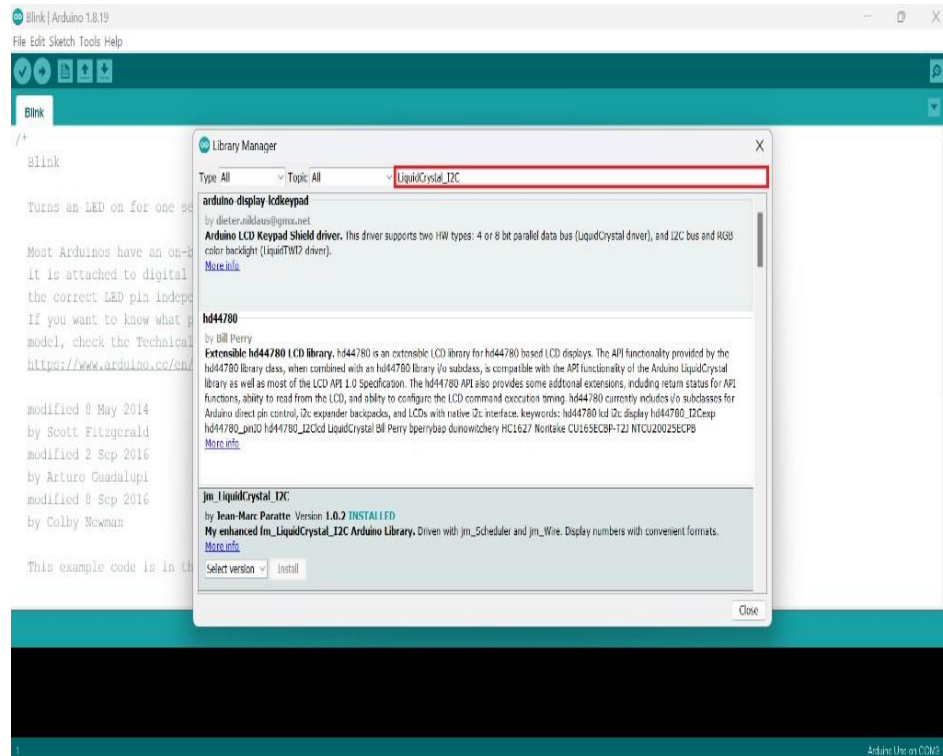 Blink | Arduino 1.8.19
File Edit Sketch Tools Help
Blink
/*
Blink
Turns an LED on for one se
Most Arduinos have an on-b
it is attached to digital
the correct LED pin indepe
If you want to know what p
model, check the Technical
https://www.arduino.cc/en/
modified 8 May 2014
by Scott Fitzgerald
modified 2 Sep 2016
by Arturo Guadalupi
modified 8 Sep 2016
by Colby Newman
This example code is in th
Library Manager
Type All Topic All LiquidCrystal_I2C
arduino-display-lcdkeypad
by dieter.niklaus@gmx.net
Arduino LCD Keypad Shield driver. This driver supports two HW types: 4 or 8 bit parallel data bus (LiquidCrystal driver), and I2C bus and RGB
color backlight (LiquidTWI2 driver).
More info
hd44780
by Bill Perry
Extensible hd44780 LCD library. hd44780 is an extensible LCD library for hd44780 based LCD displays. The API functionality provided by the
hd44780 library class, when combined with an hd44780 library i/o subclass, is compatible with the API functionality of the Arduino LiquidCrystal
library as well as most of the LCD API 1.0 Specification. The hd44780 API also provides some addtional extensions, including return status for API
functions, ability to read from the LCD, and ability to configure the LCD command execution timing. hd44780 currently includes i/o subclasses for
Arduino direct pin control, i2c expander backpacks, and LCDs with native i2c interface. keywords: hd44780 lcd i2c display hd44780_I2Cexp
hd44780_pinIO hd44780_I2Clcd LiquidCrystal Bill Perry bperrybap duinowitchery HC1627 Noritake CU165ECBP-T2J NTCU20025ECPB
More info
jm_LiquidCrystal_I2C
by Jean-Marc Paratte Version 1.0.2 INSTALLED
My enhanced fm_LiquidCrystal_I2C Arduino Library. Driven with jm_Scheduler and jm_Wire. Display numbers with convenient formats.
More info
Select version Install
Close
1 Arduino Uno on COM3